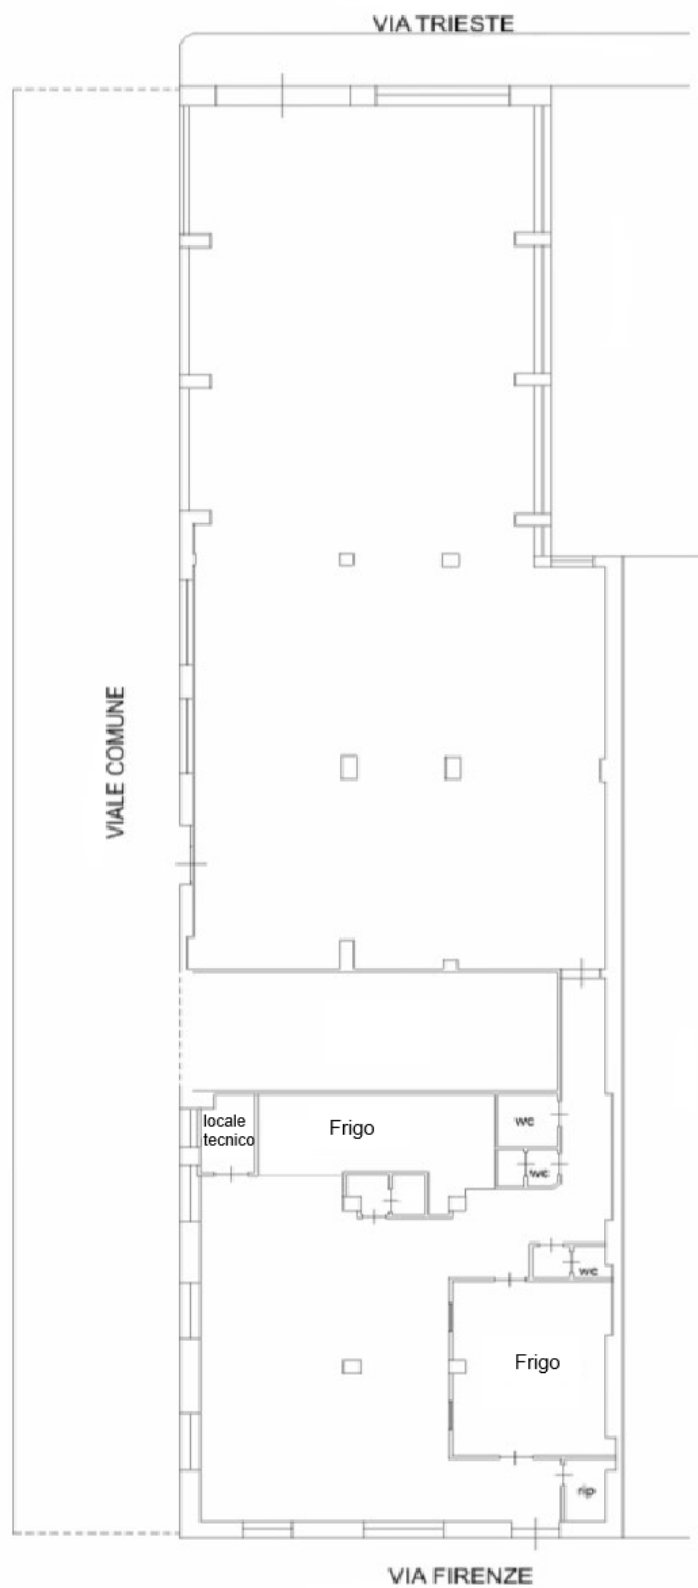 VIA TRIESTE
VIALE COMUNE
locale
tecnico
Frigo
wc
wc
wc
Frigo
rip
VIA FIRENZE